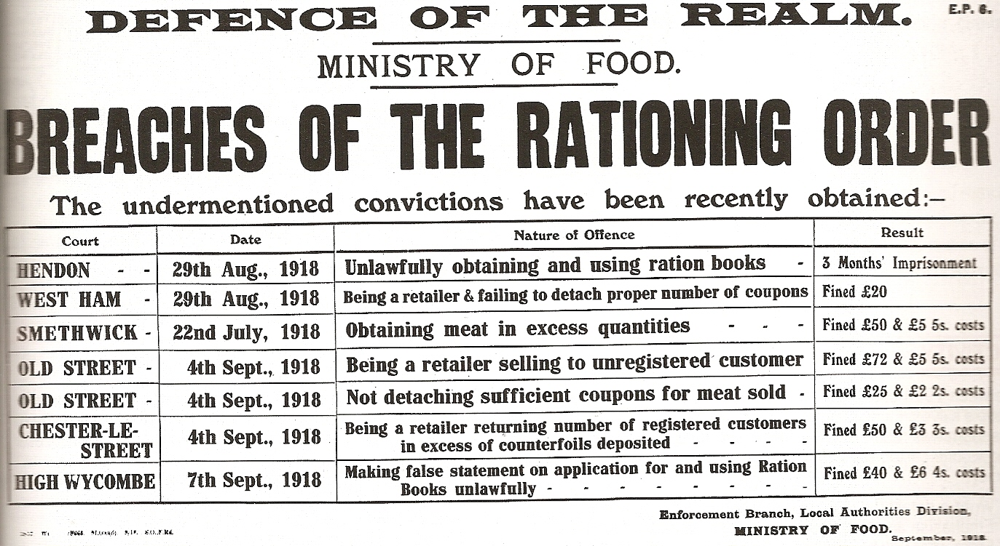 DEFENCE OF THE REALM. E.P. 6.
MINISTRY OF FOOD.
BREACHES OF THE RATIONING ORDER
The undermentioned convictions have been recently obtained:—
Court Date Nature of Offence Result
HENDON - - 29th Aug., 1918 Unlawfully obtaining and using ration books - 3 Months' Imprisonment
WEST HAM - 29th Aug., 1918 Being a retailer & failing to detach proper number of coupons Fined £20
SMETHWICK - 22nd July, 1918 Obtaining meat in excess quantities - - - Fined £50 & £5 5s. costs
OLD STREET - 4th Sept., 1918 Being a retailer selling to unregistered customer Fined £72 & £5 5s. costs
OLD STREET - 4th Sept., 1918 Not detaching sufficient coupons for meat sold - Fined £25 & £2 2s. costs
CHESTER-LE-
STREET 4th Sept., 1918 Being a retailer returning number of registered customers
in excess of counterfoils deposited - - - - Fined £50 & £3 3s. costs
HIGH WYCOMBE 7th Sept., 1918 Making false statement on application for and using Ration
Books unlawfully - - - - - - - - Fined £40 & £6 4s. costs
Enforcement Branch, Local Authorities Division,
MINISTRY OF FOOD.
September, 1918